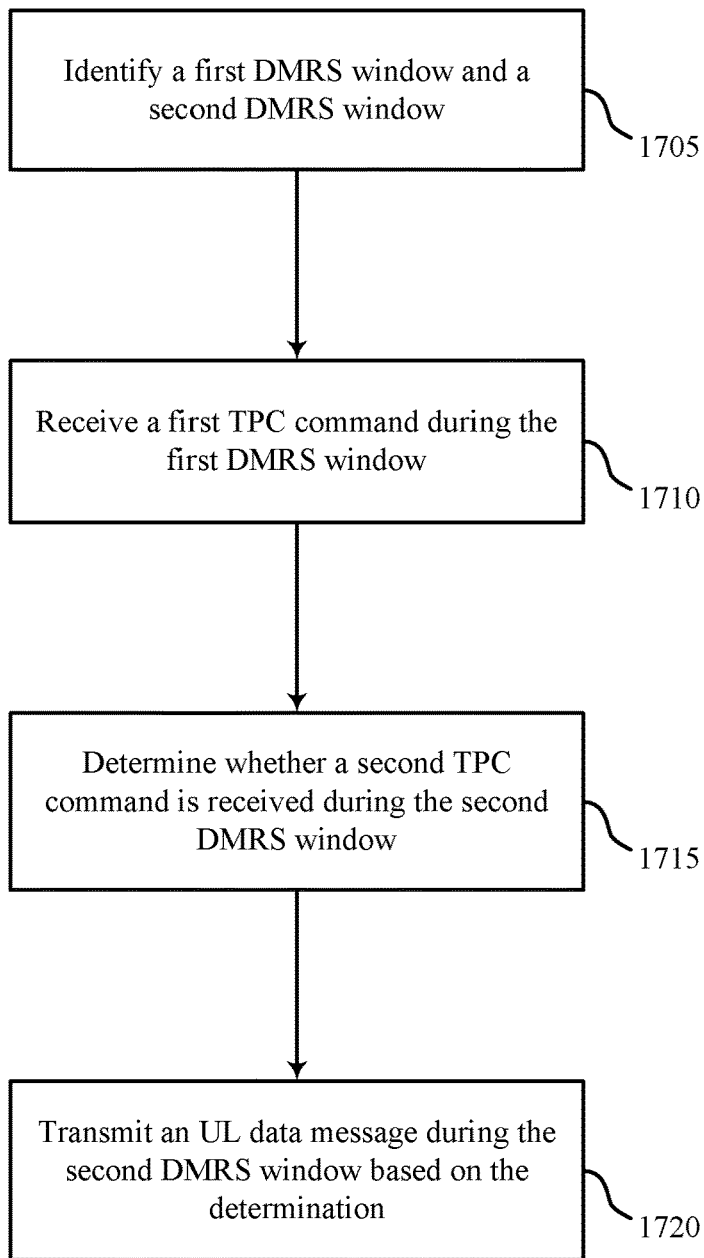 Identify a first DMRS window and a
second DMRS window
1705
Receive a first TPC command during the
first DMRS window
1710
Determine whether a second TPC
command is received during the second
DMRS window
1715
Transmit an UL data message during the
second DMRS window based on the
determination
1720